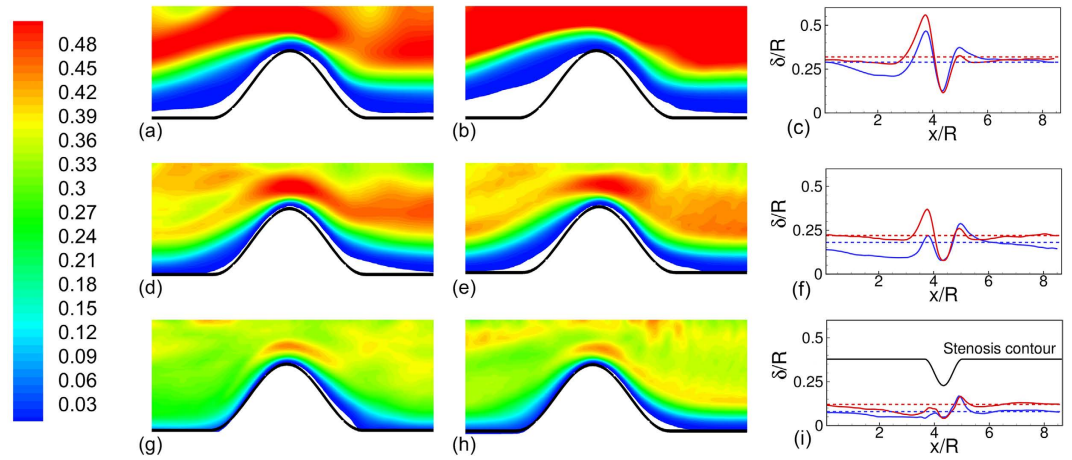 0.48
0.45
0.42
0.39
0.36
0.33
0.3
0.27
0.24
0.21
0.18
0.15
0.12
0.09
0.06
0.03
(a)
(b)
(c)
δ/R
0.5
0.25
0
2
4
6
8
x/R
(d)
(e)
(f)
δ/R
0.5
0.25
0
2
4
6
8
x/R
(g)
(h)
(i)
δ/R
0.5
0.25
0
Stenosis contour
0
2
4
6
8
x/R